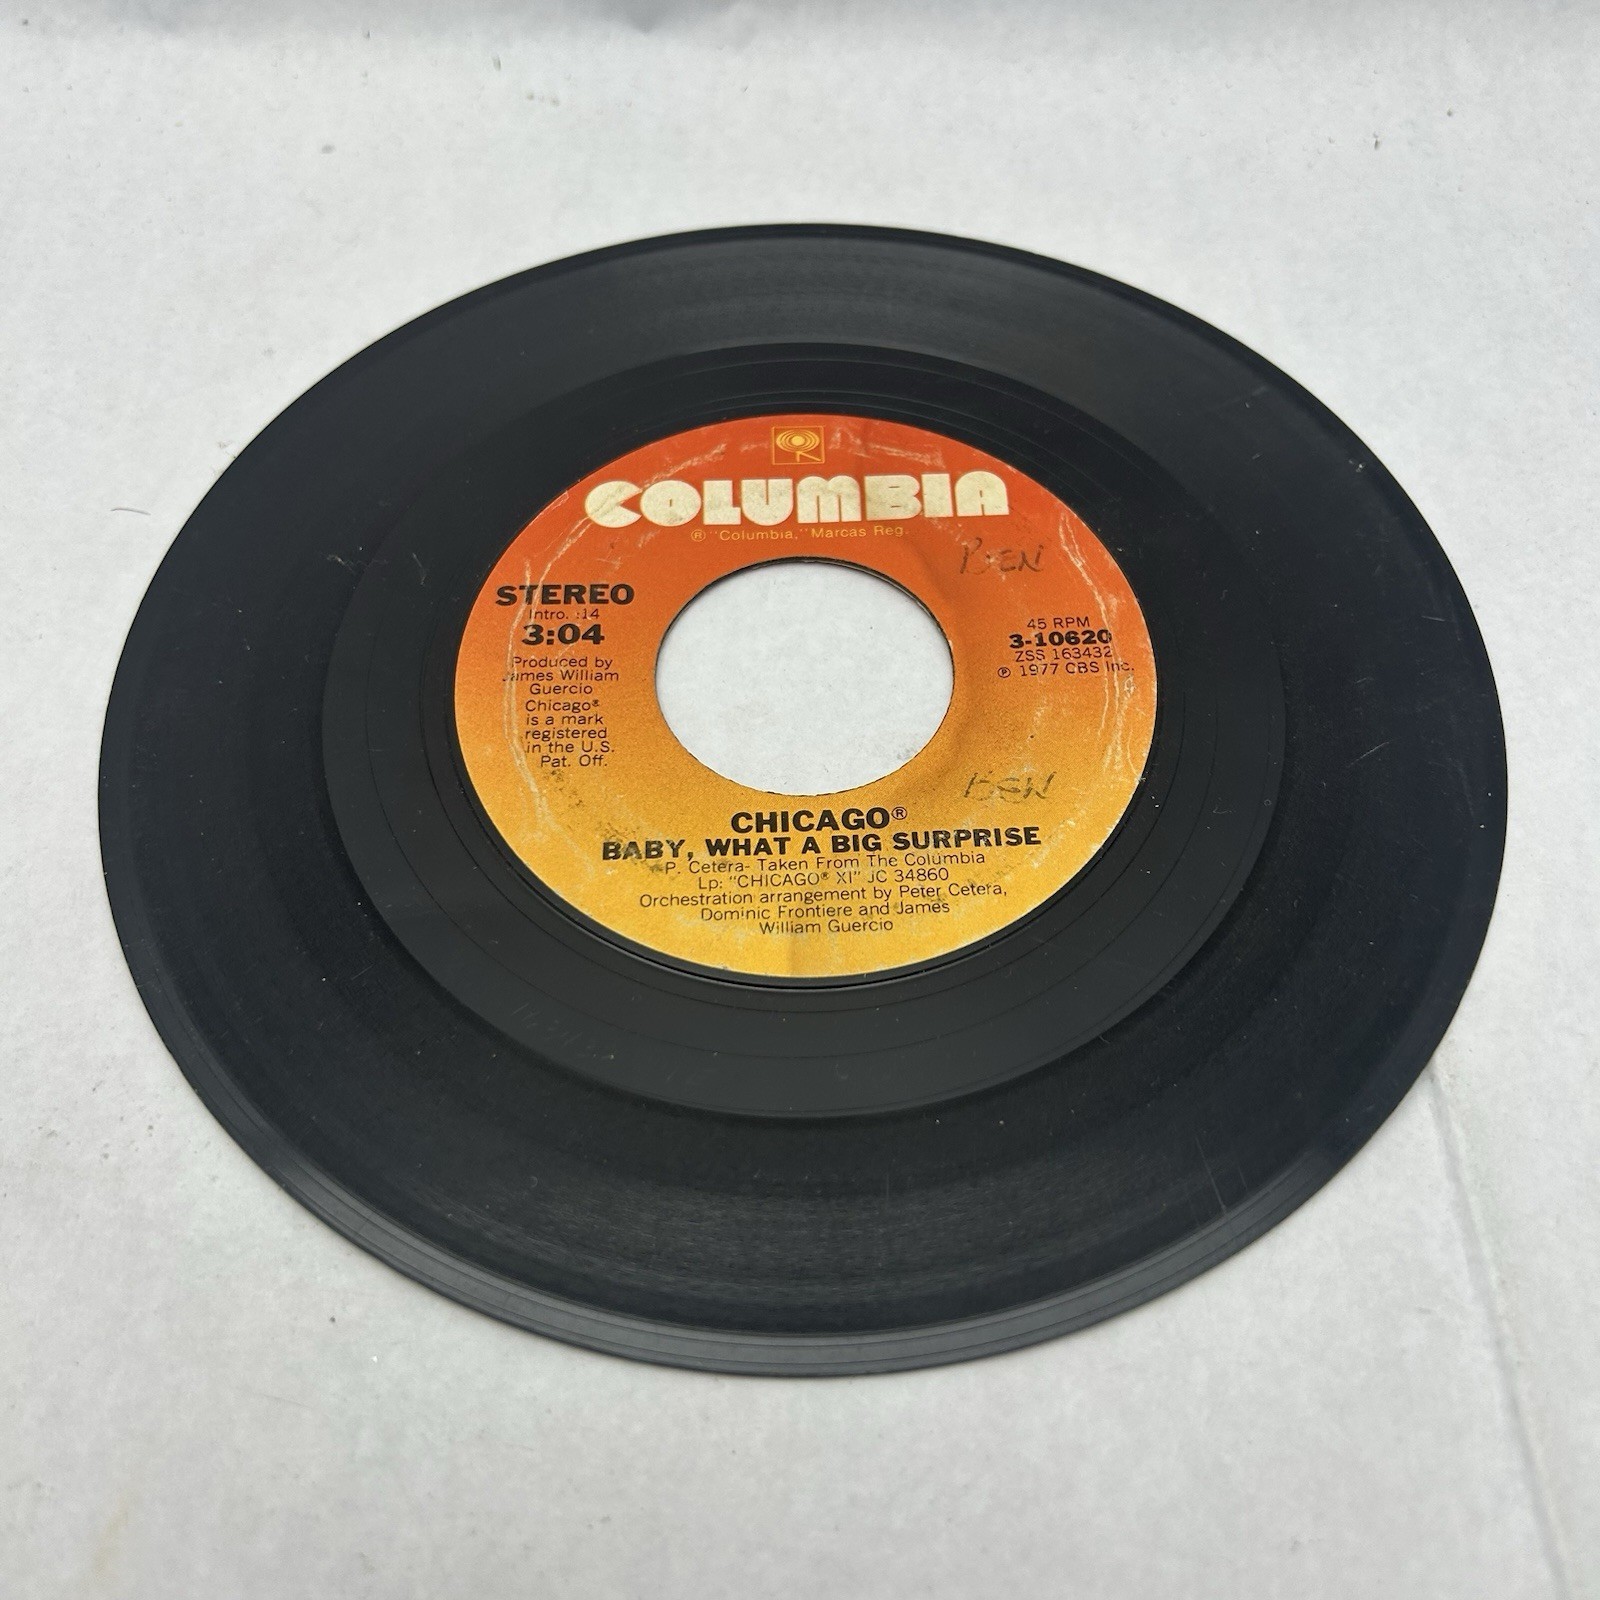 COLUMBIA
® "Columbia," Marcas Reg.
BEN
STEREO
Intro. :14
3:04
Produced by
James William
Guercio
Chicago®
is a mark
registered
in the U.S.
Pat. Off.
45 RPM
3-10620
ZSS 163432
℗ 1977 CBS Inc.
BEN
CHICAGO®
BABY, WHAT A BIG SURPRISE
-P. Cetera- Taken From The Columbia
Lp: "CHICAGO® XI" JC 34860
Orchestration arrangement by Peter Cetera,
Dominic Frontiere and James
William Guercio